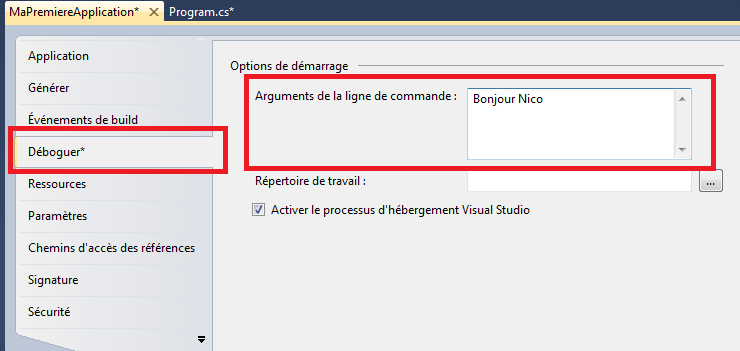 MaPremiereApplication* Program.cs*
Application
Générer
Événements de build
Déboguer*
Ressources
Paramètres
Chemins d'accès des références
Signature
Sécurité
Options de démarrage
Arguments de la ligne de commande : Bonjour Nico
Répertoire de travail : ...
Activer le processus d'hébergement Visual Studio